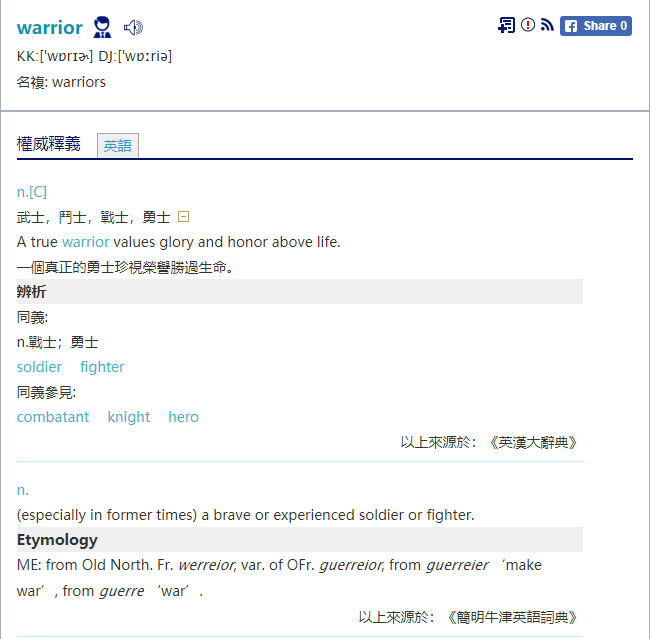 warrior
Share 0
KK:[ˈwɒrɪɚ] DJ:[ˈwɒːriə]
名複: warriors
權威釋義 英語
n.[C]
武士，鬥士，戰士，勇士
A true warrior values glory and honor above life.
一個真正的勇士珍視榮譽勝過生命。
辨析
同義:
n.戰士；勇士
soldier fighter
同義參見:
combatant knight hero
以上來源於：《英漢大辭典》
n.
(especially in former times) a brave or experienced soldier or fighter.
Etymology
ME: from Old North. Fr. werreior, var. of OFr. guerreior, from guerreier ‘make
war’, from guerre ‘war’.
以上來源於：《簡明牛津英語詞典》